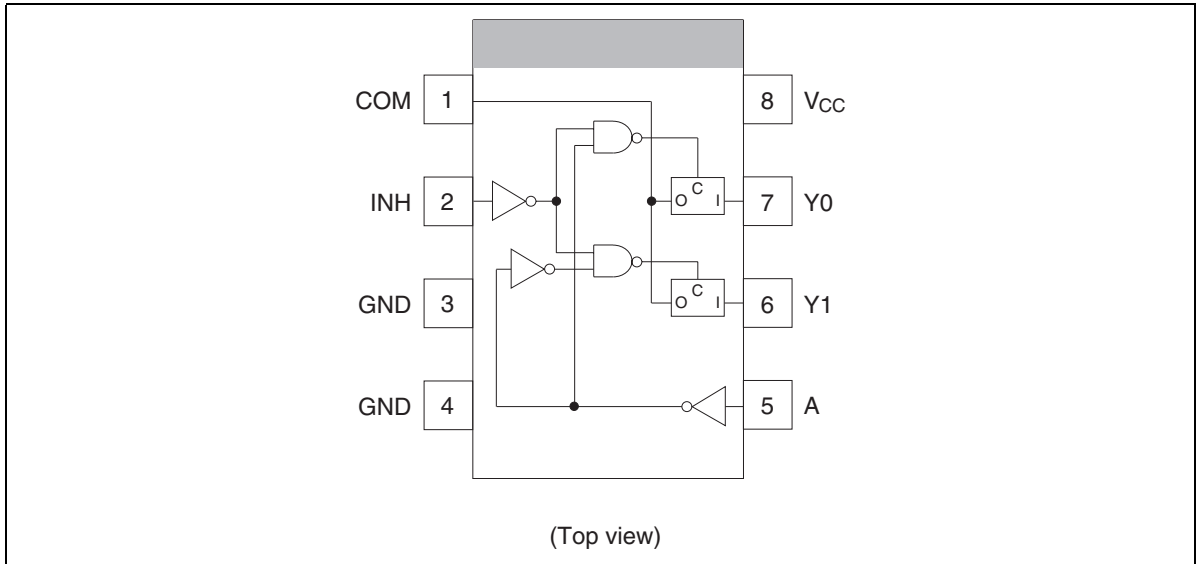 COM 1
8 VCC
C
INH 2
O I
7 Y0
C
GND 3
O I
6 Y1
GND 4
5 A
(Top view)